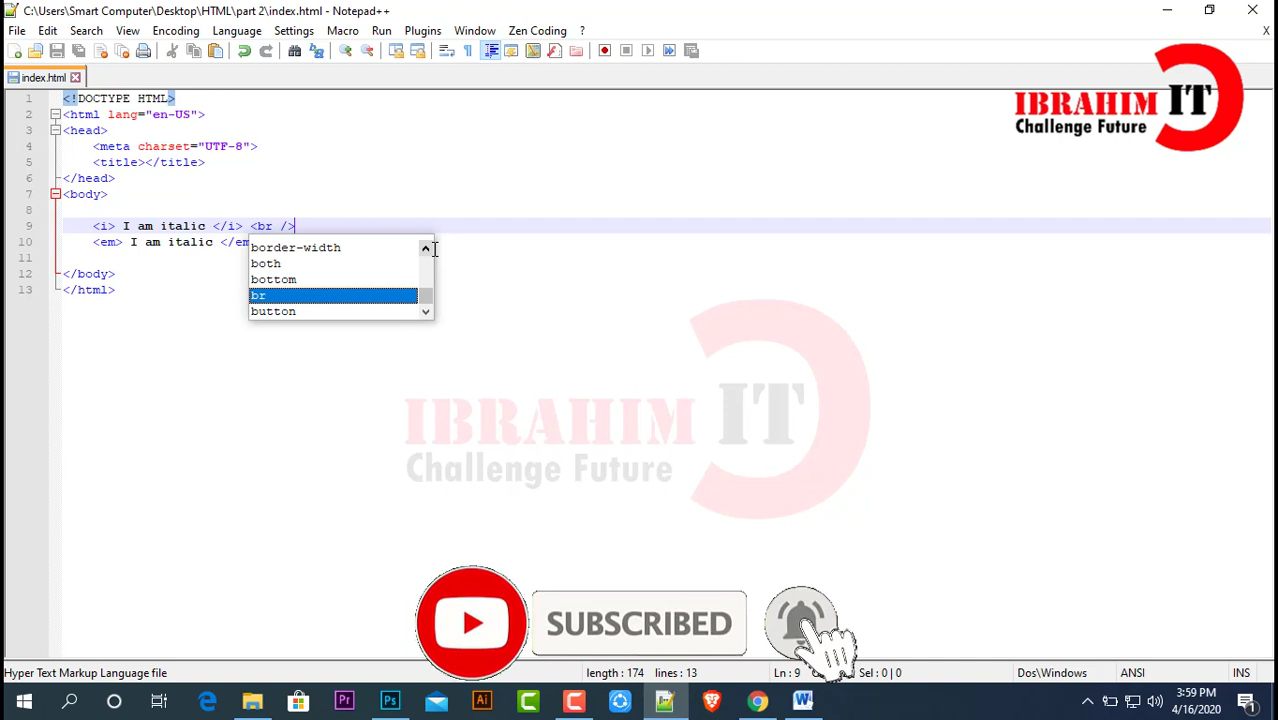 C:\Users\Smart Computer\Desktop\HTML\part 2\index.html - Notepad++
File Edit Search View Encoding Language Settings Macro Run Plugins Window Zen Coding ? X
index.html
1 <!DOCTYPE HTML>
2 <html lang="en-US">
3 <head>
4 <meta charset="UTF-8">
5 <title></title>
6 </head>
7 <body>
8
9 <i> I am italic </i> <br />
10 <em> I am italic </em
11
12 </body>
13 </html>
border-width
both
bottom
br
button
IBRAHIM IT
Challenge Future
IBRAHIM IT
Challenge Future
SUBSCRIBED
Hyper Text Markup Language file length : 174 lines : 13 Ln : 9 Sel : 0 | 0 Dos\Windows ANSI INS
Pr Ps Ai 3:59 PM
4/16/2020